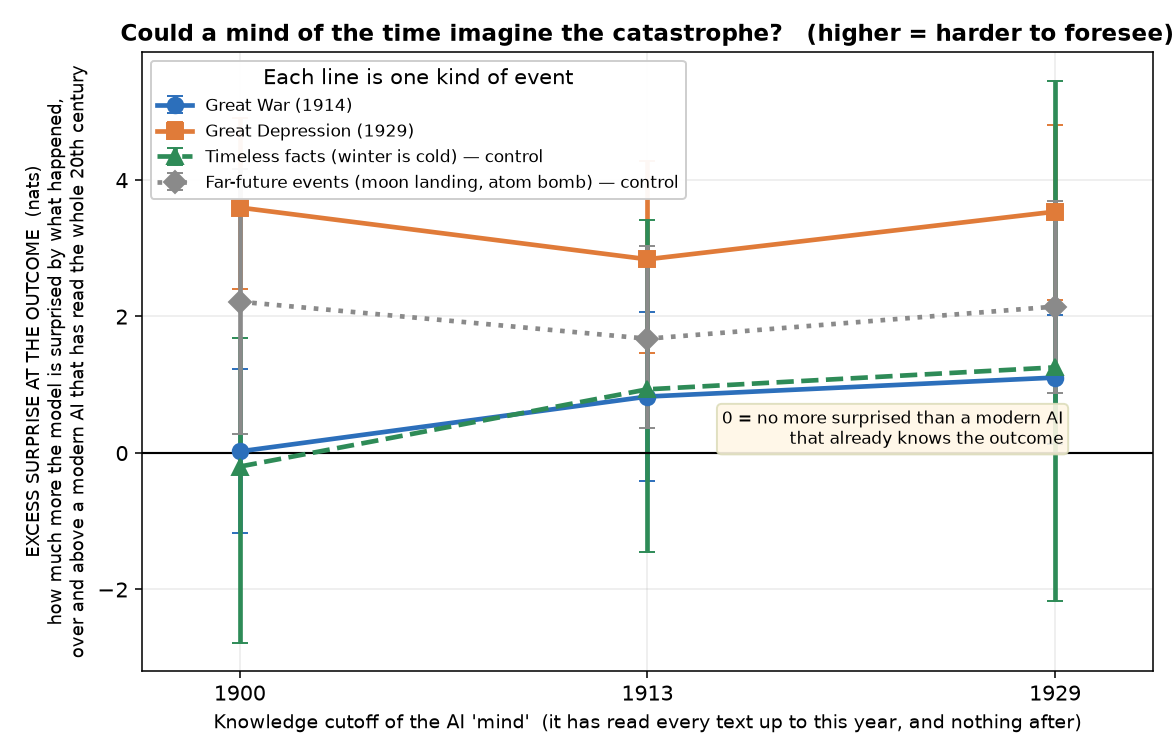 Could a mind of the time imagine the catastrophe?   (higher = harder to foresee)
EXCESS SURPRISE AT THE OUTCOME  (nats)
how much more the model is surprised by what happened,
over and above a modern AI that has read the whole 20th century
Each line is one kind of event
Great War (1914)
Great Depression (1929)
Timeless facts (winter is cold) — control
Far-future events (moon landing, atom bomb) — control
4
2
0
−2
0 = no more surprised than a modern AI
that already knows the outcome
1900
1913
1929
Knowledge cutoff of the AI 'mind'  (it has read every text up to this year, and nothing after)